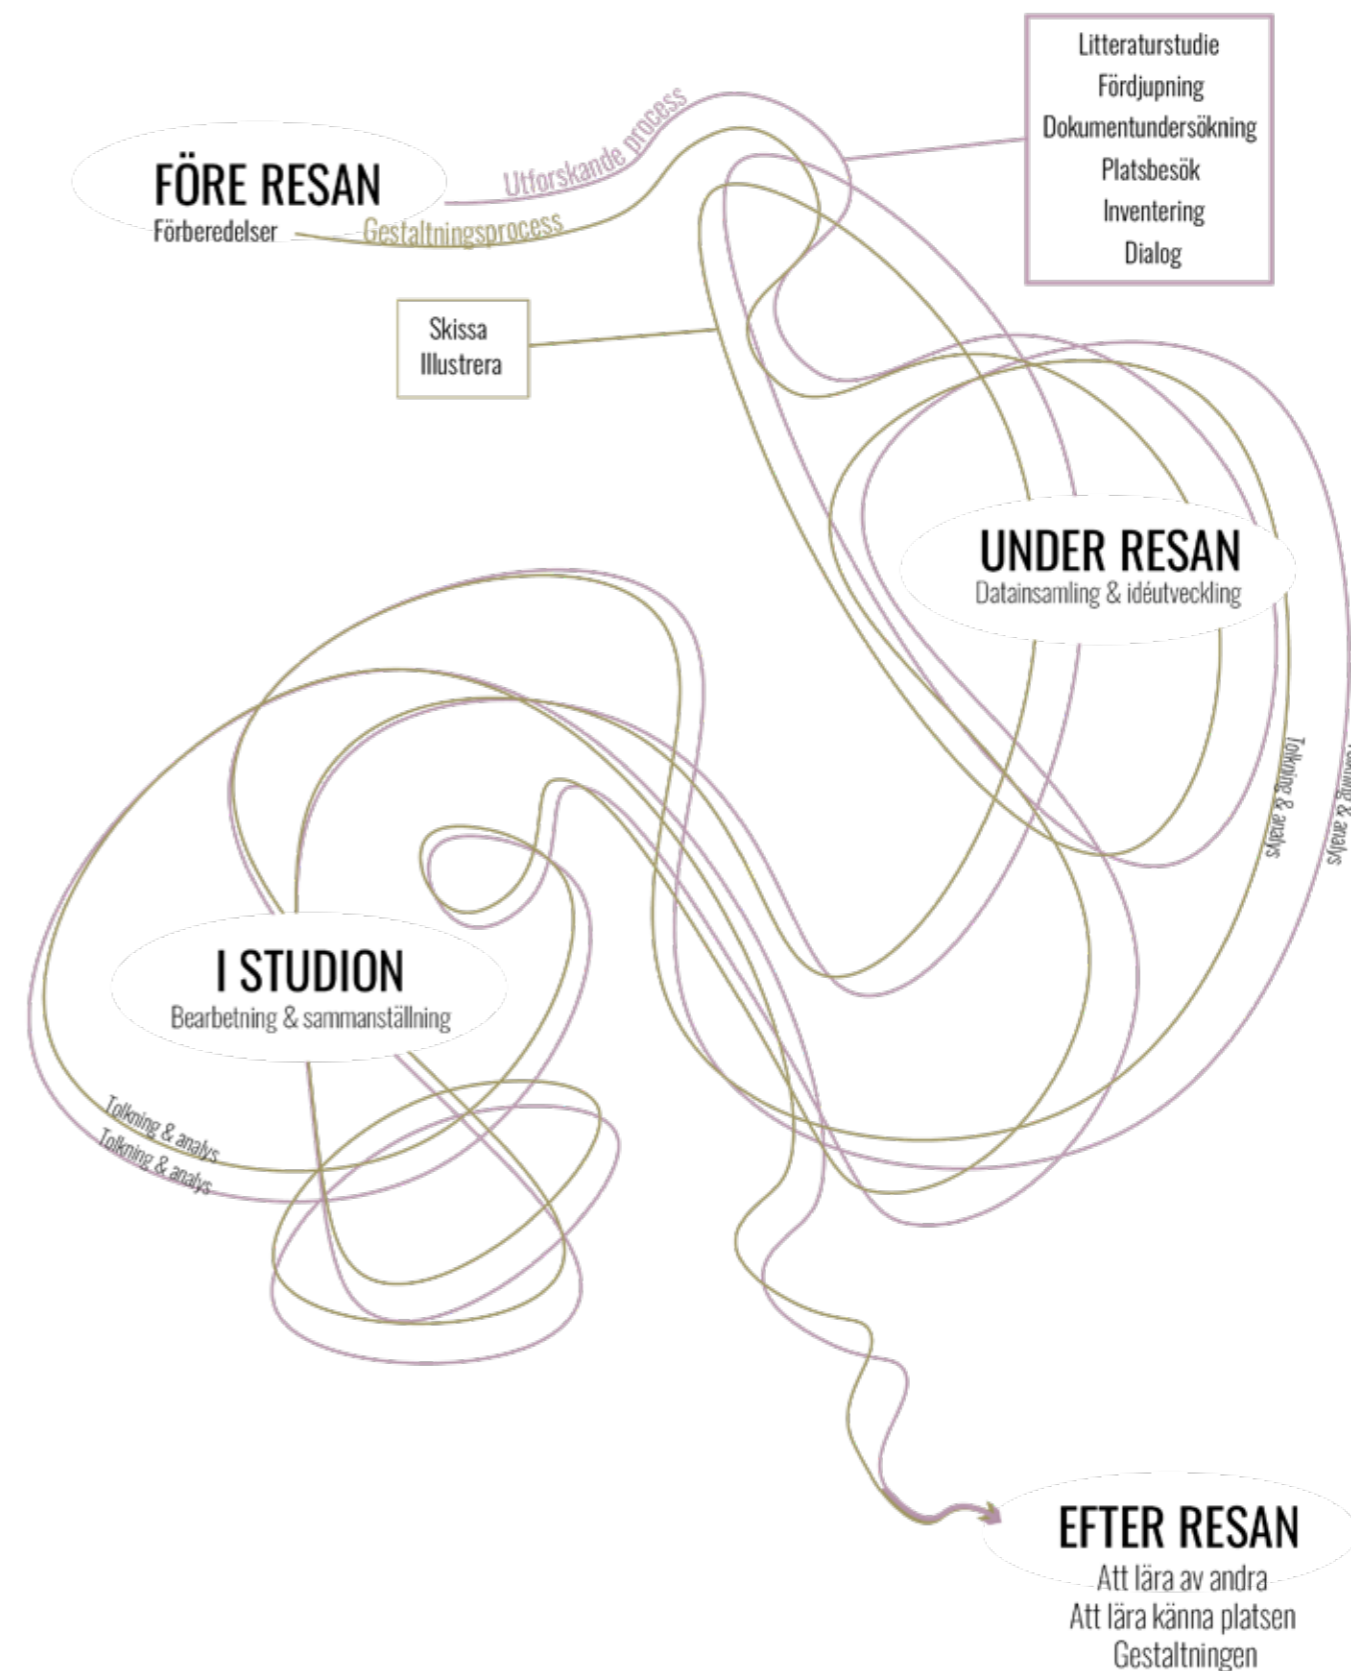 Litteraturstudie
Fördjupning
Dokumentundersökning
Platsbesök
Inventering
Dialog
Utforskande process
FÖRE RESAN
Förberedelser
Gestaltningsprocess
Skissa
Illustrera
UNDER RESAN
Datainsamling & idéutveckling
Tolkning & analys
Tolkning & analys
I STUDION
Bearbetning & sammanställning
Tolkning & analys
Tolkning & analys
EFTER RESAN
Att lära av andra
Att lära känna platsen
Gestaltningen